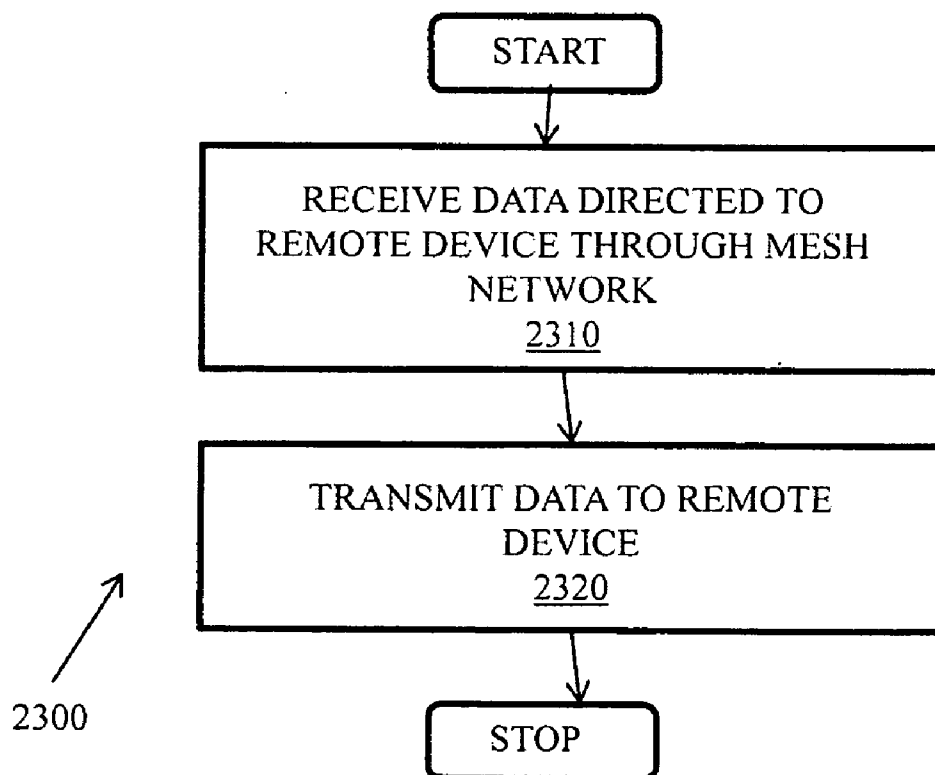 START
RECEIVE DATA DIRECTED TO
REMOTE DEVICE THROUGH MESH
NETWORK
2310
TRANSMIT DATA TO REMOTE
DEVICE
2320
2300
STOP